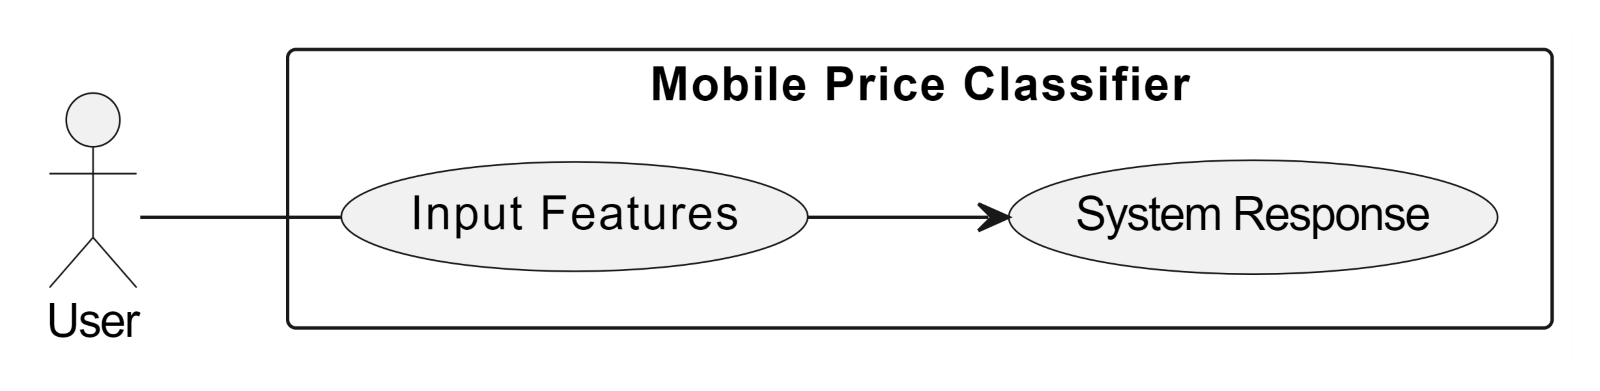 Mobile Price Classifier
Input Features
System Response
User